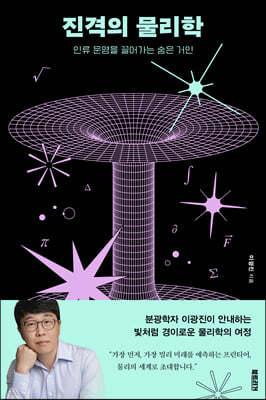 진격의 물리학
인류 문명을 끌어가는 숨은 거인
√
Δ
∫
π
∂
F
Σ
이광진 지음
분광학자 이광진이 안내하는
빛처럼 경이로운 물리학의 여정
“가장 먼저, 가장 멀리 미래를 예측하는 프런티어,
물리의 세계로 초대합니다.”
북트리거